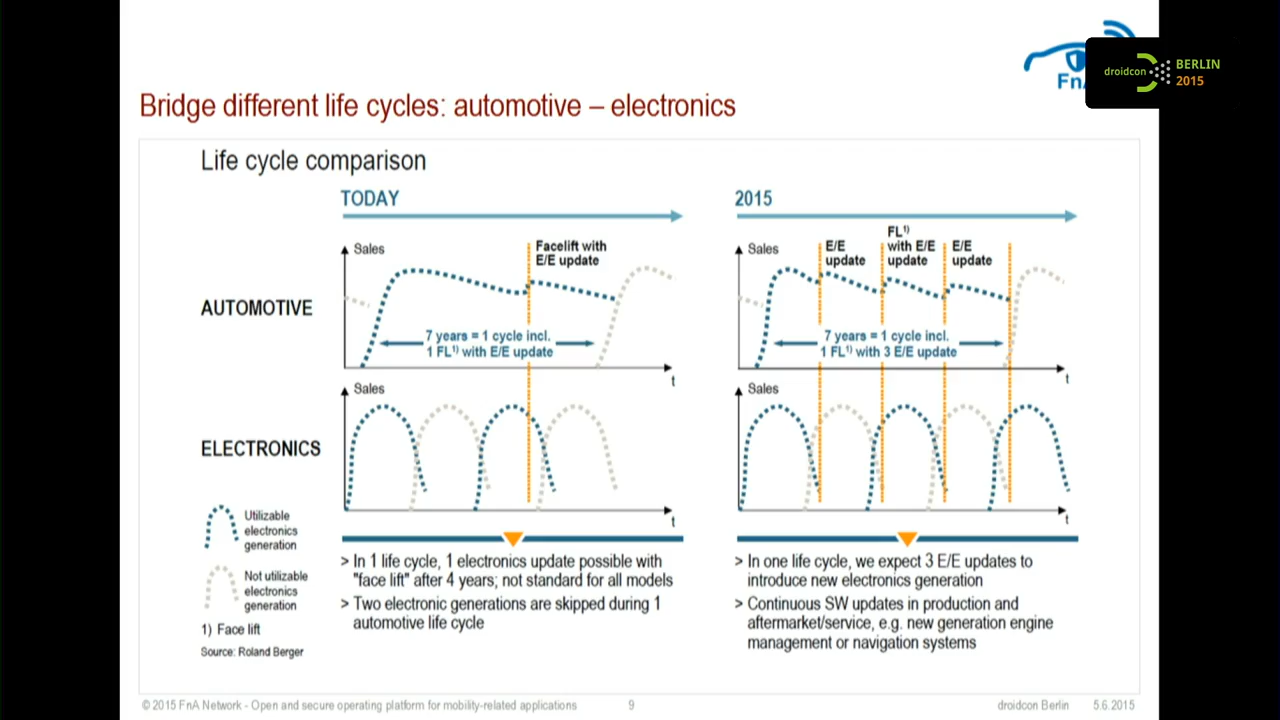 FnA
droidcon
BERLIN
2015
Bridge different life cycles: automotive – electronics
Life cycle comparison
TODAY
2015
AUTOMOTIVE
Sales
Facelift with
E/E update
7 years = 1 cycle incl.
1 FL¹⁾ with E/E update
t
Sales
E/E
update
FL¹⁾
with E/E
update
E/E
update
7 years = 1 cycle incl.
1 FL¹⁾ with 3 E/E update
t
ELECTRONICS
Sales
t
Sales
t
Utilizable
electronics
generation
Not utilizable
electronics
generation
1) Face lift
Source: Roland Berger
> In 1 life cycle, 1 electronics update possible with
"face lift" after 4 years; not standard for all models
> Two electronic generations are skipped during 1
automotive life cycle
> In one life cycle, we expect 3 E/E updates to
introduce new electronics generation
> Continuous SW updates in production and
aftermarket/service, e.g. new generation engine
management or navigation systems
© 2015 FnA Network - Open and secure operating platform for mobility-related applications
9
droidcon Berlin
5.6.2015